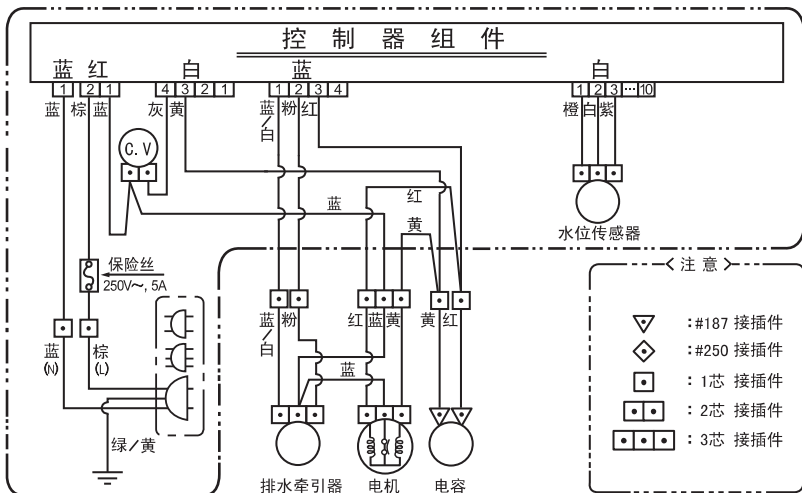 控制器组件
蓝 红 白 蓝 白
1 2 1 4 3 2 1 1 2 3 4 1 2 3 ··· 10
蓝 棕 蓝 灰 黄 蓝/白 粉 红 橙 白 紫
C.V
蓝
红
黄
水位传感器
保险丝
250V～, 5A
蓝(N)
棕(L)
绿/黄
蓝/白 粉 红 蓝 黄 黄 红
蓝
排水牵引器 电机 电容
注意
:#187 接插件
:#250 接插件
:1芯 接插件
:2芯 接插件
:3芯 接插件